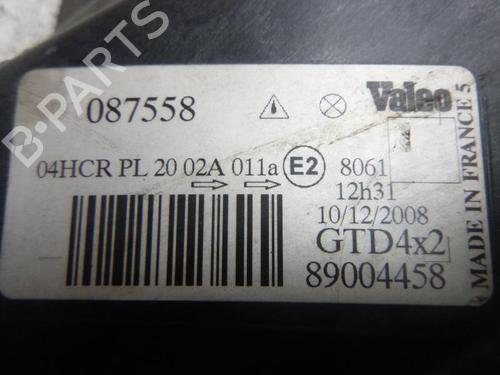 B-PARTS
087558
Valeo
04HCR PL 20 02A 011a E2 8061
12h31
10/12/2008
GTD4x2
89004458
MADE IN FRANCE 5